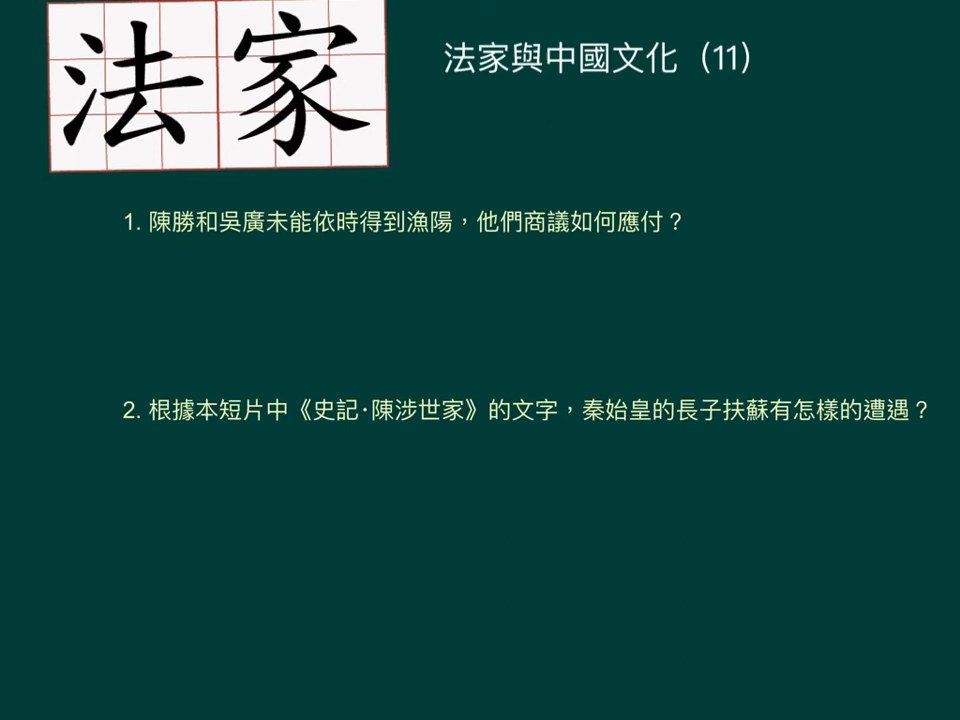 法家
法家與中國文化（11）
1. 陳勝和吳廣未能依時得到漁陽，他們商議如何應付？
2. 根據本短片中《史記·陳涉世家》的文字，秦始皇的長子扶蘇有怎樣的遭遇？